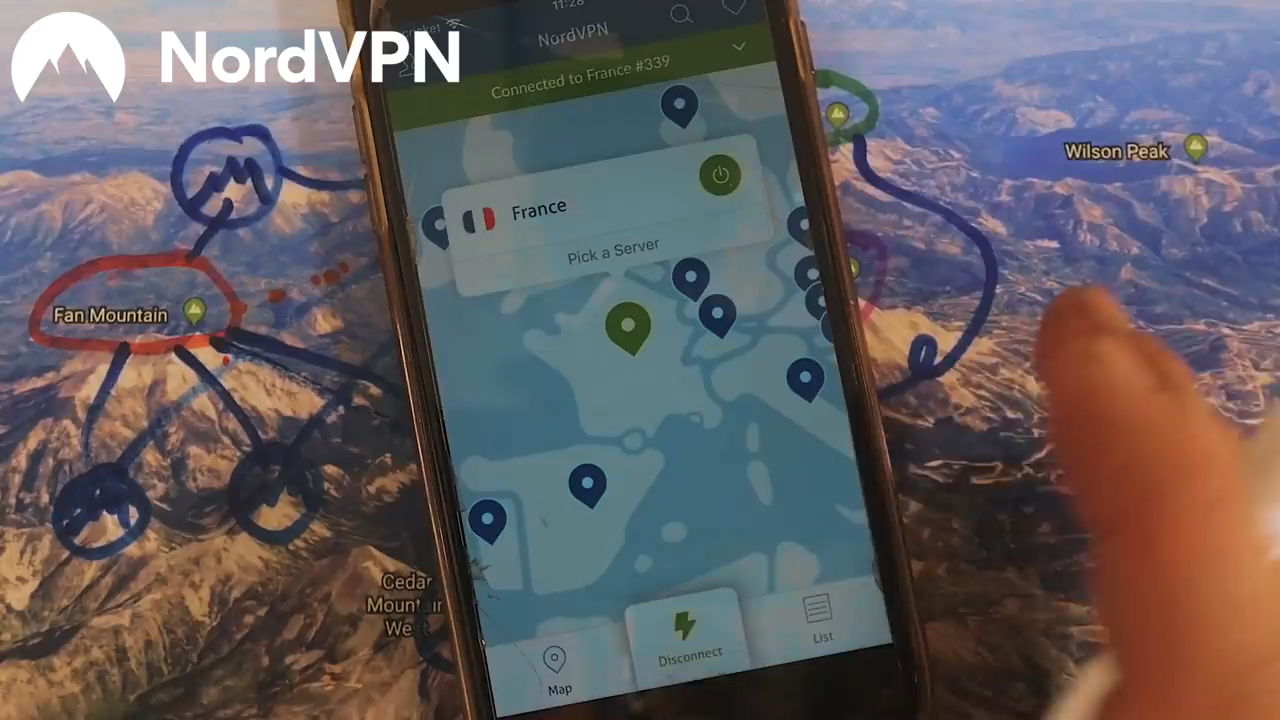 NordVPN
11:28
NordVPN
Connected to France #339
France
Pick a Server
Wilson Peak
Fan Mountain
Cedar
Mountain
West
Map
Disconnect
List